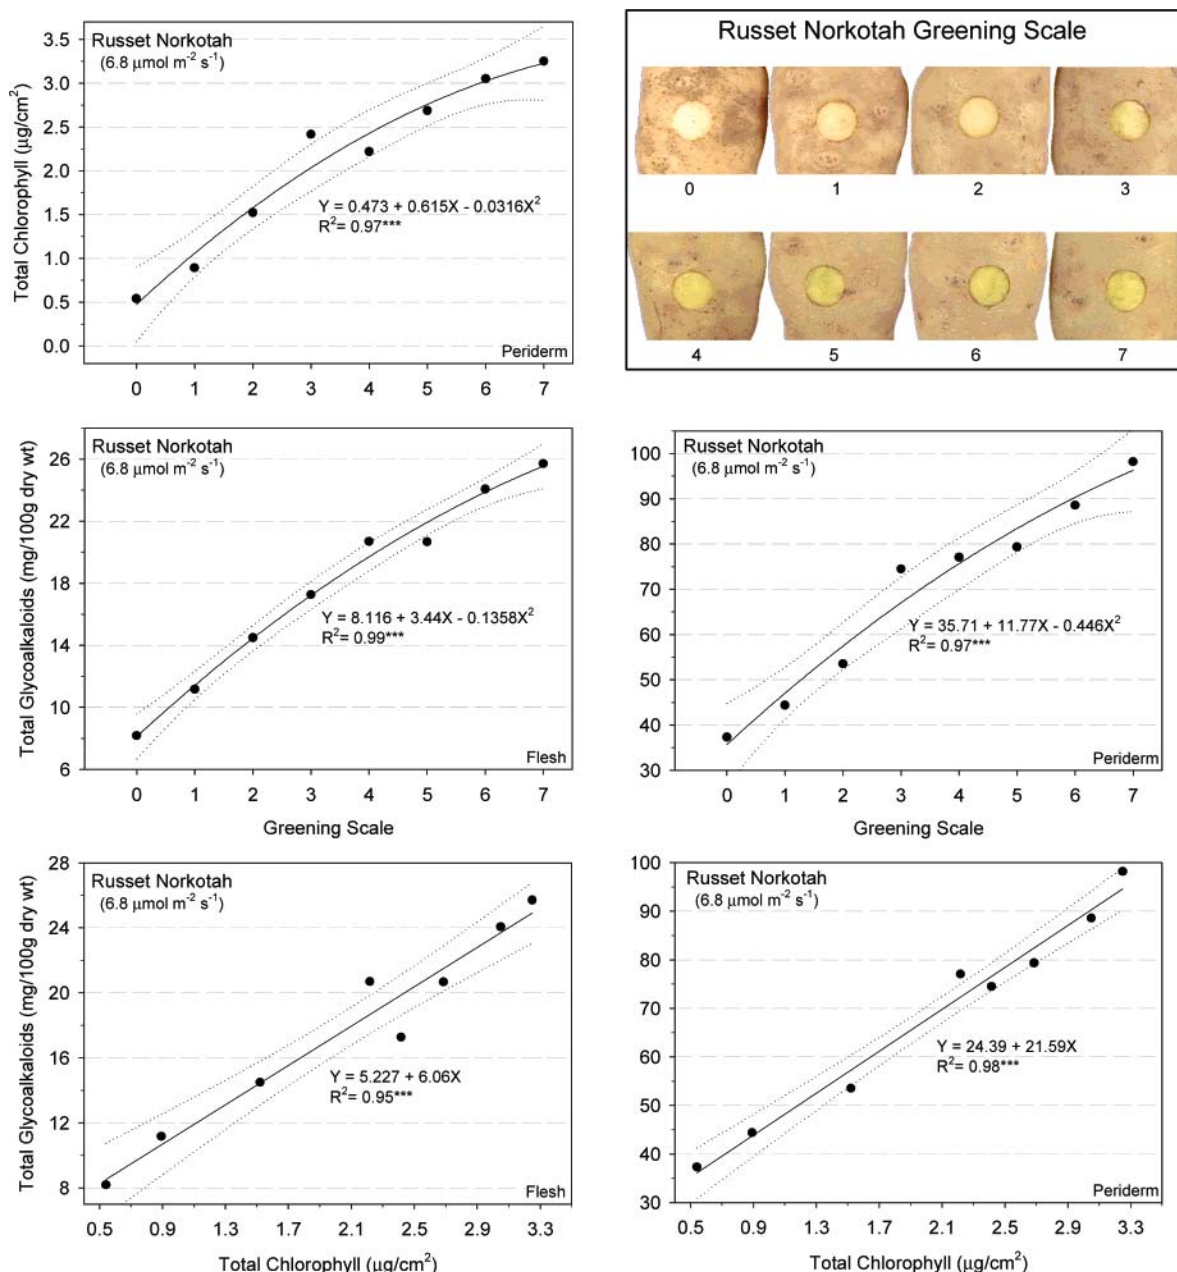 Russet Norkotah
(6.8 µmol m⁻² s⁻¹)
Total Chlorophyll (µg/cm²)
3.5
3.0
2.5
2.0
1.5
1.0
0.5
0.0
Y = 0.473 + 0.615X - 0.0316X²
R²= 0.97***
Periderm
0 1 2 3 4 5 6 7
Russet Norkotah Greening Scale
0 1 2 3
4 5 6 7
Russet Norkotah
(6.8 µmol m⁻² s⁻¹)
Total Glycoalkaloids (mg/100g dry wt)
26
22
18
14
10
6
Y = 8.116 + 3.44X - 0.1358X²
R²= 0.99***
Flesh
0 1 2 3 4 5 6 7
Greening Scale
Russet Norkotah
(6.8 µmol m⁻² s⁻¹)
100
90
80
70
60
50
40
30
Y = 35.71 + 11.77X - 0.446X²
R²= 0.97***
Periderm
0 1 2 3 4 5 6 7
Greening Scale
Russet Norkotah
(6.8 µmol m⁻² s⁻¹)
Total Glycoalkaloids (mg/100g dry wt)
28
24
20
16
12
8
Y = 5.227 + 6.06X
R²= 0.95***
Flesh
0.5 0.9 1.3 1.7 2.1 2.5 2.9 3.3
Total Chlorophyll (µg/cm²)
Russet Norkotah
(6.8 µmol m⁻² s⁻¹)
100
90
80
70
60
50
40
30
Y = 24.39 + 21.59X
R²= 0.98***
Periderm
0.5 0.9 1.3 1.7 2.1 2.5 2.9 3.3
Total Chlorophyll (µg/cm²)